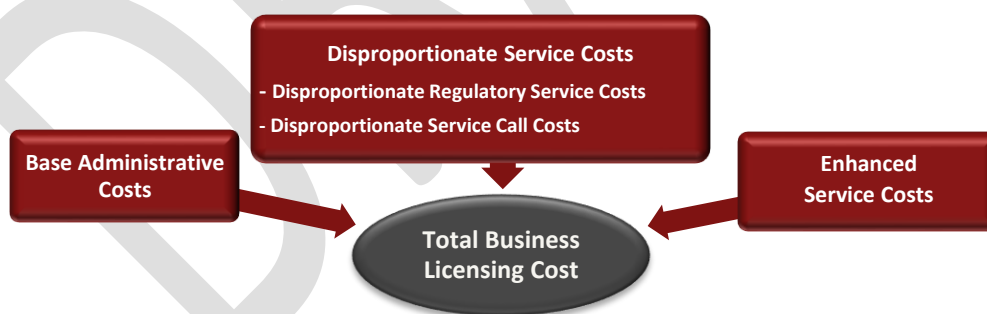 Disproportionate Service Costs
- Disproportionate Regulatory Service Costs
- Disproportionate Service Call Costs
Base Administrative
Costs
Enhanced
Service Costs
Total Business
Licensing Cost